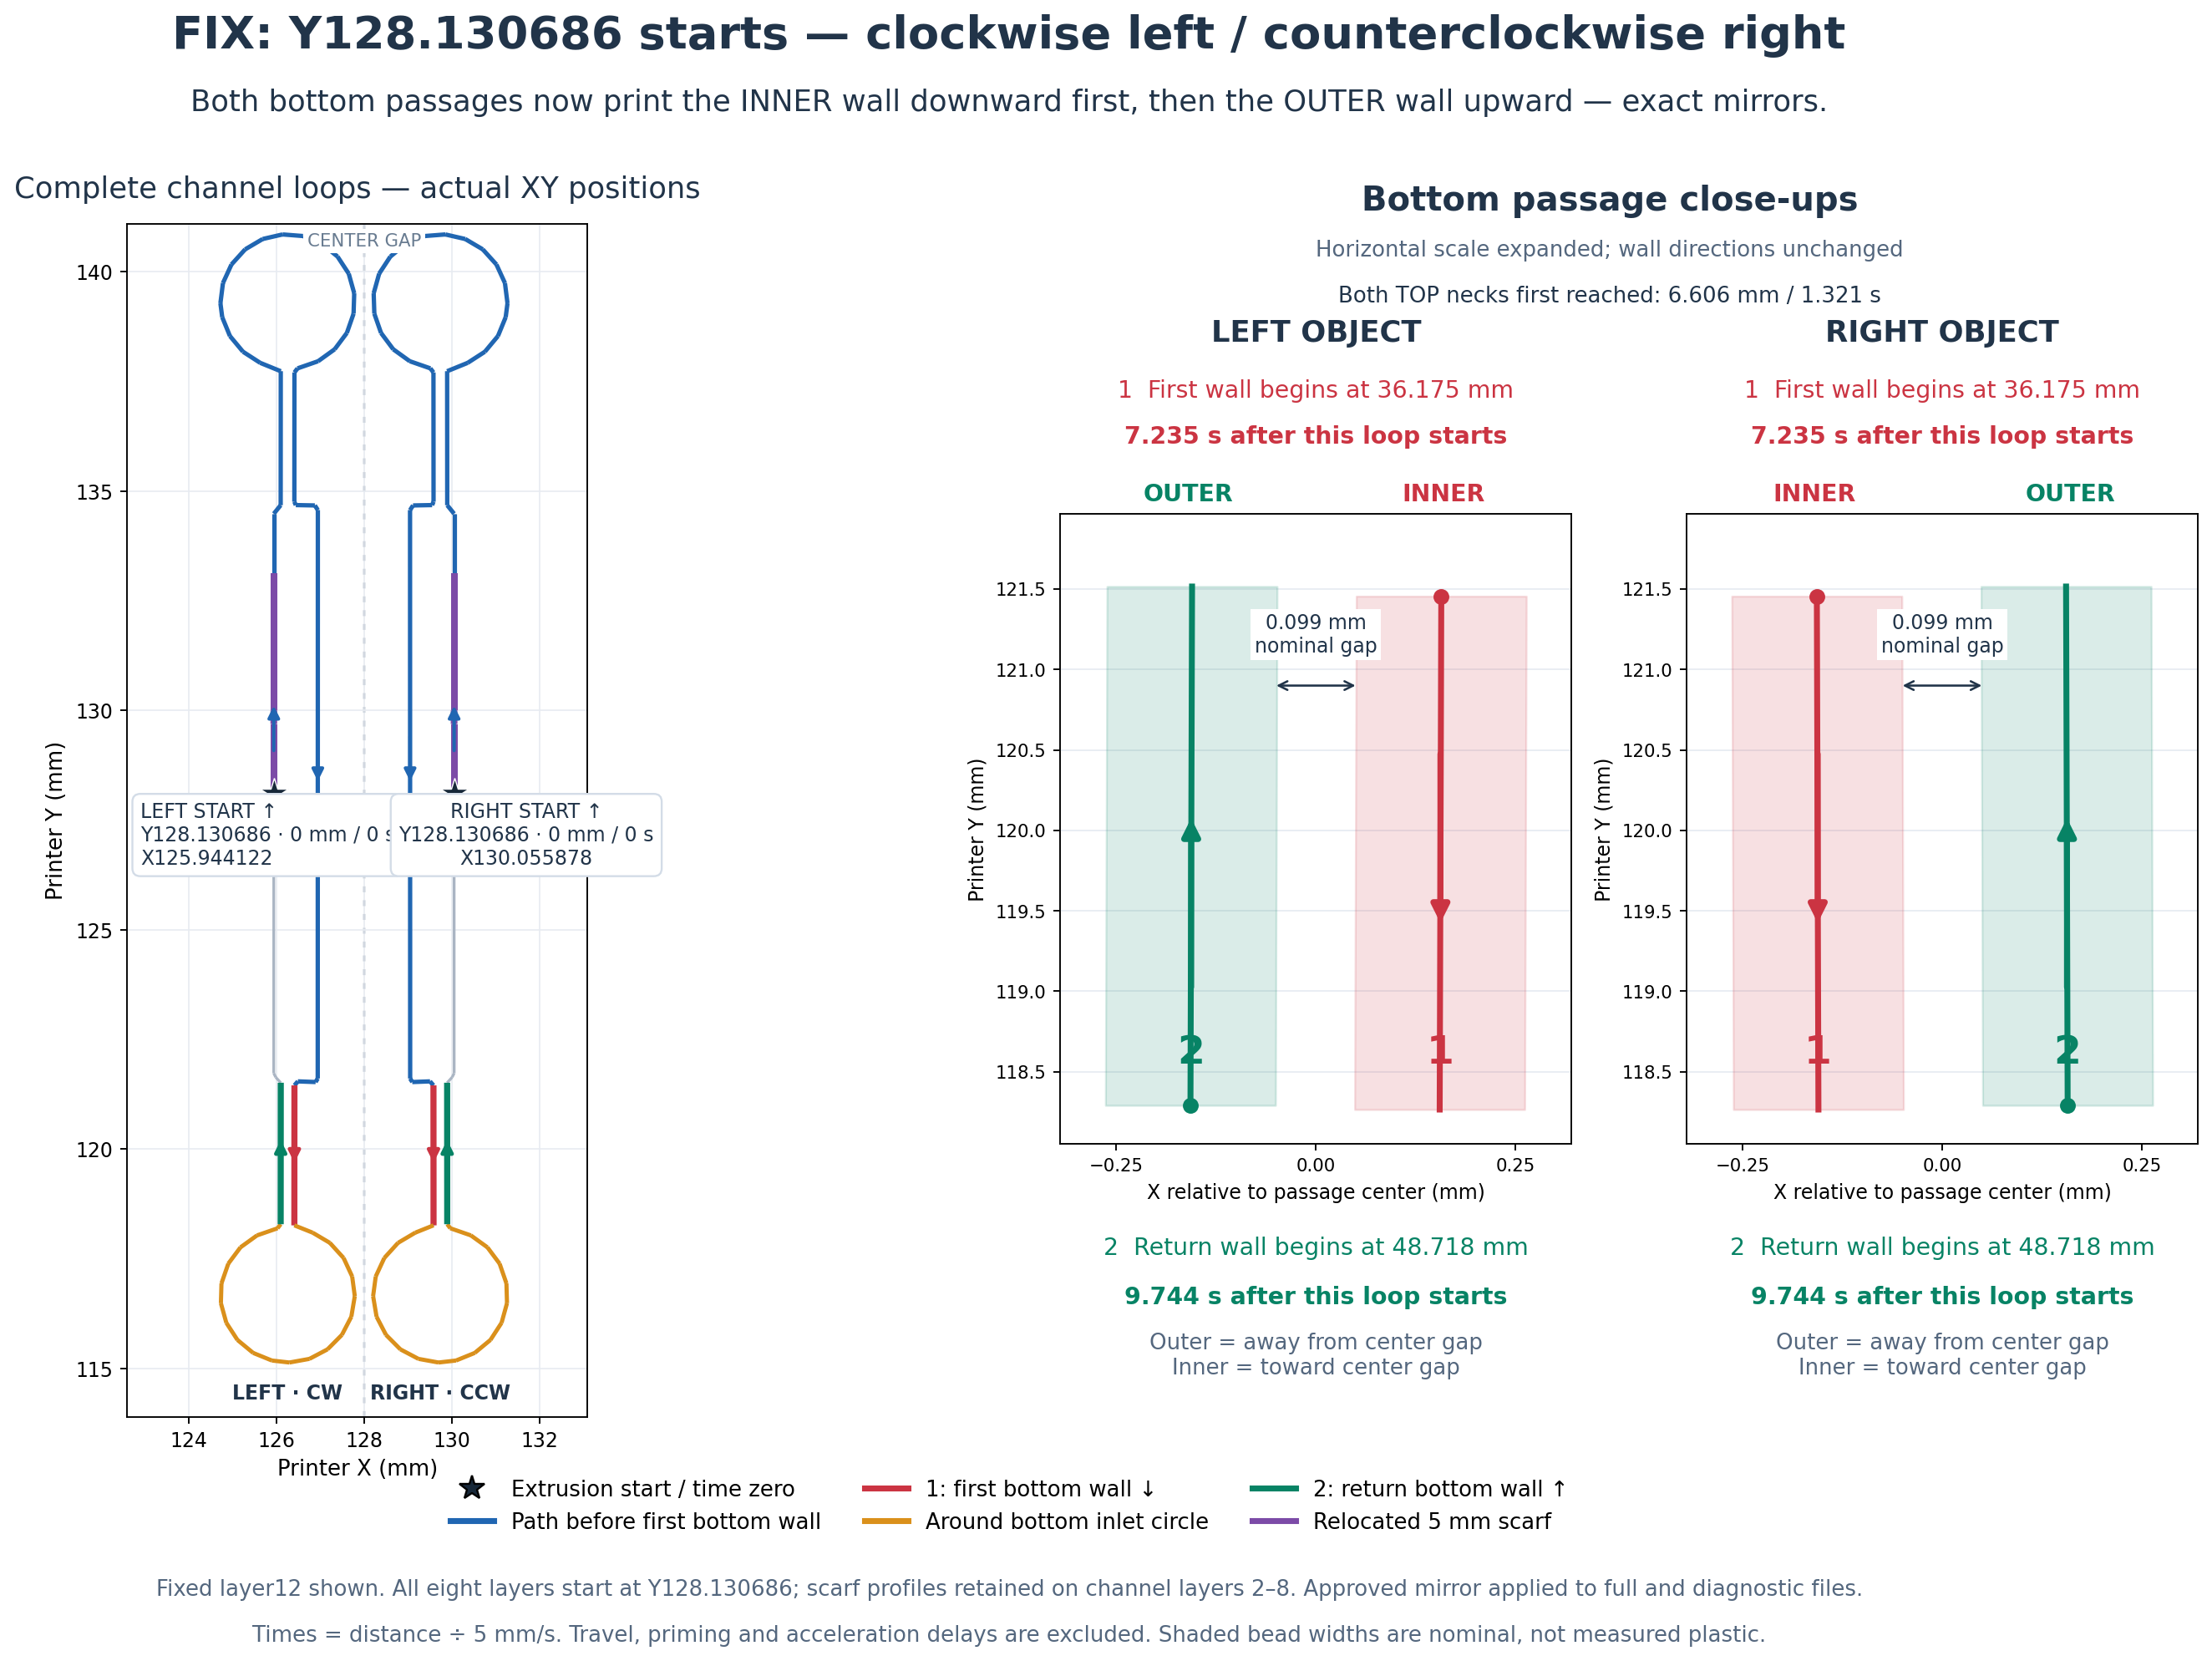 FIX: Y128.130686 starts — clockwise left / counterclockwise right
Both bottom passages now print the INNER wall downward first, then the OUTER wall upward — exact mirrors.
Complete channel loops — actual XY positions
CENTER GAP
140
135
130
125
120
115
Printer Y (mm)
LEFT START ↑
Y128.130686 · 0 mm / 0 s
X125.944122
RIGHT START ↑
Y128.130686 · 0 mm / 0 s
X130.055878
LEFT · CW
RIGHT · CCW
124 126 128 130 132
Printer X (mm)
Bottom passage close-ups
Horizontal scale expanded; wall directions unchanged
Both TOP necks first reached: 6.606 mm / 1.321 s
LEFT OBJECT
1 First wall begins at 36.175 mm
7.235 s after this loop starts
OUTER INNER
121.5
121.0
120.5
120.0
119.5
119.0
118.5
Printer Y (mm)
0.099 mm
nominal gap
2 1
−0.25 0.00 0.25
X relative to passage center (mm)
2 Return wall begins at 48.718 mm
9.744 s after this loop starts
Outer = away from center gap
Inner = toward center gap
RIGHT OBJECT
1 First wall begins at 36.175 mm
7.235 s after this loop starts
INNER OUTER
121.5
121.0
120.5
120.0
119.5
119.0
118.5
Printer Y (mm)
0.099 mm
nominal gap
1 2
−0.25 0.00 0.25
X relative to passage center (mm)
2 Return wall begins at 48.718 mm
9.744 s after this loop starts
Outer = away from center gap
Inner = toward center gap
Extrusion start / time zero
Path before first bottom wall
1: first bottom wall ↓
Around bottom inlet circle
2: return bottom wall ↑
Relocated 5 mm scarf
Fixed layer12 shown. All eight layers start at Y128.130686; scarf profiles retained on channel layers 2–8. Approved mirror applied to full and diagnostic files.
Times = distance ÷ 5 mm/s. Travel, priming and acceleration delays are excluded. Shaded bead widths are nominal, not measured plastic.